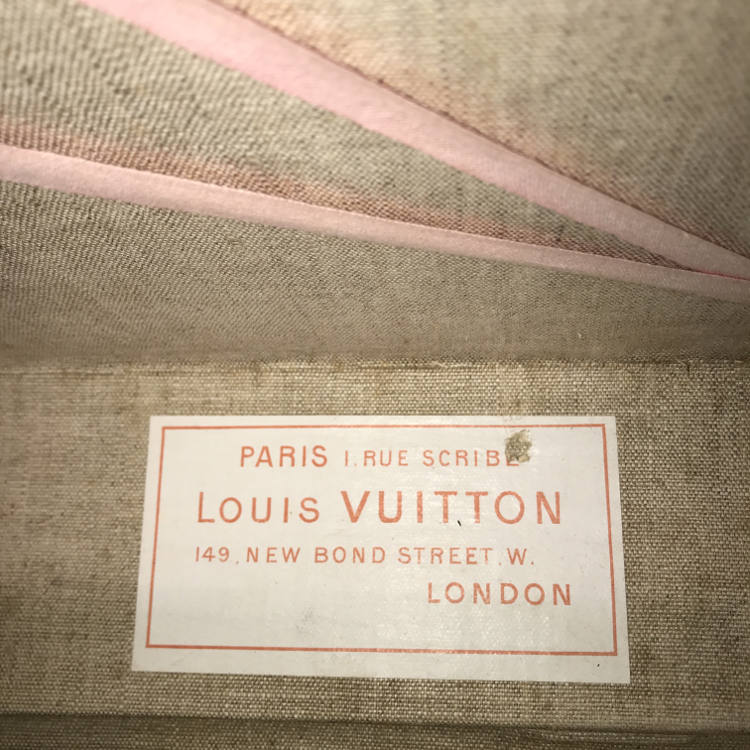 PARIS 1. RUE SCRIBE
LOUIS VUITTON
149, NEW BOND STREET. W.
LONDON